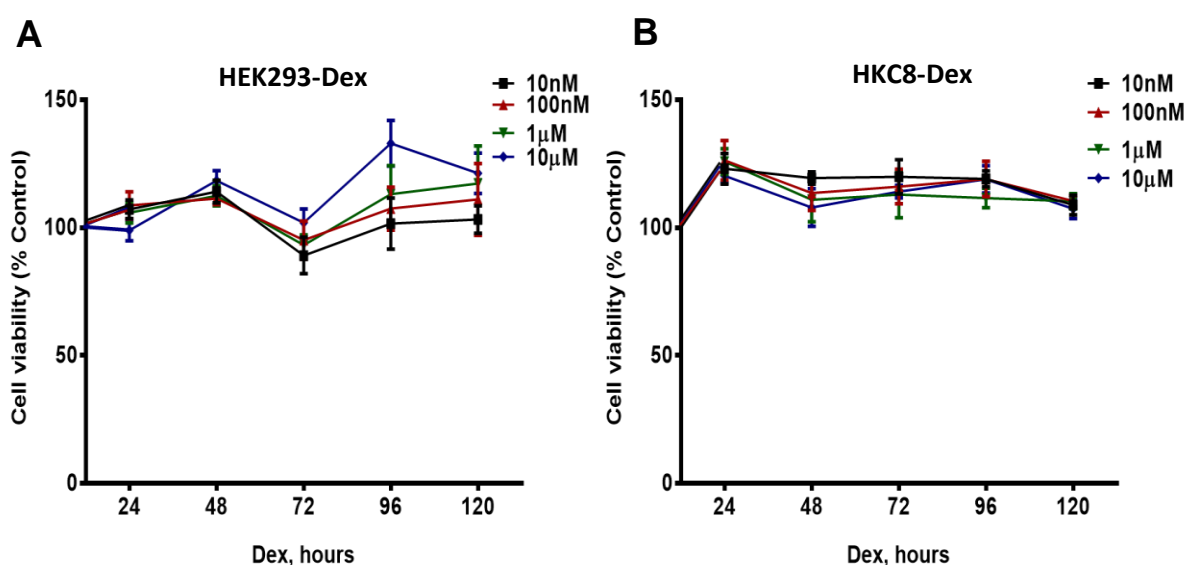 A
HEK293-Dex
10nM
100nM
1μM
10μM
150
100
50
0
Cell viability (% Control)
24 48 72 96 120
Dex, hours
B
HKC8-Dex
10nM
100nM
1μM
10μM
150
100
50
0
Cell viability (% Control)
24 48 72 96 120
Dex, hours